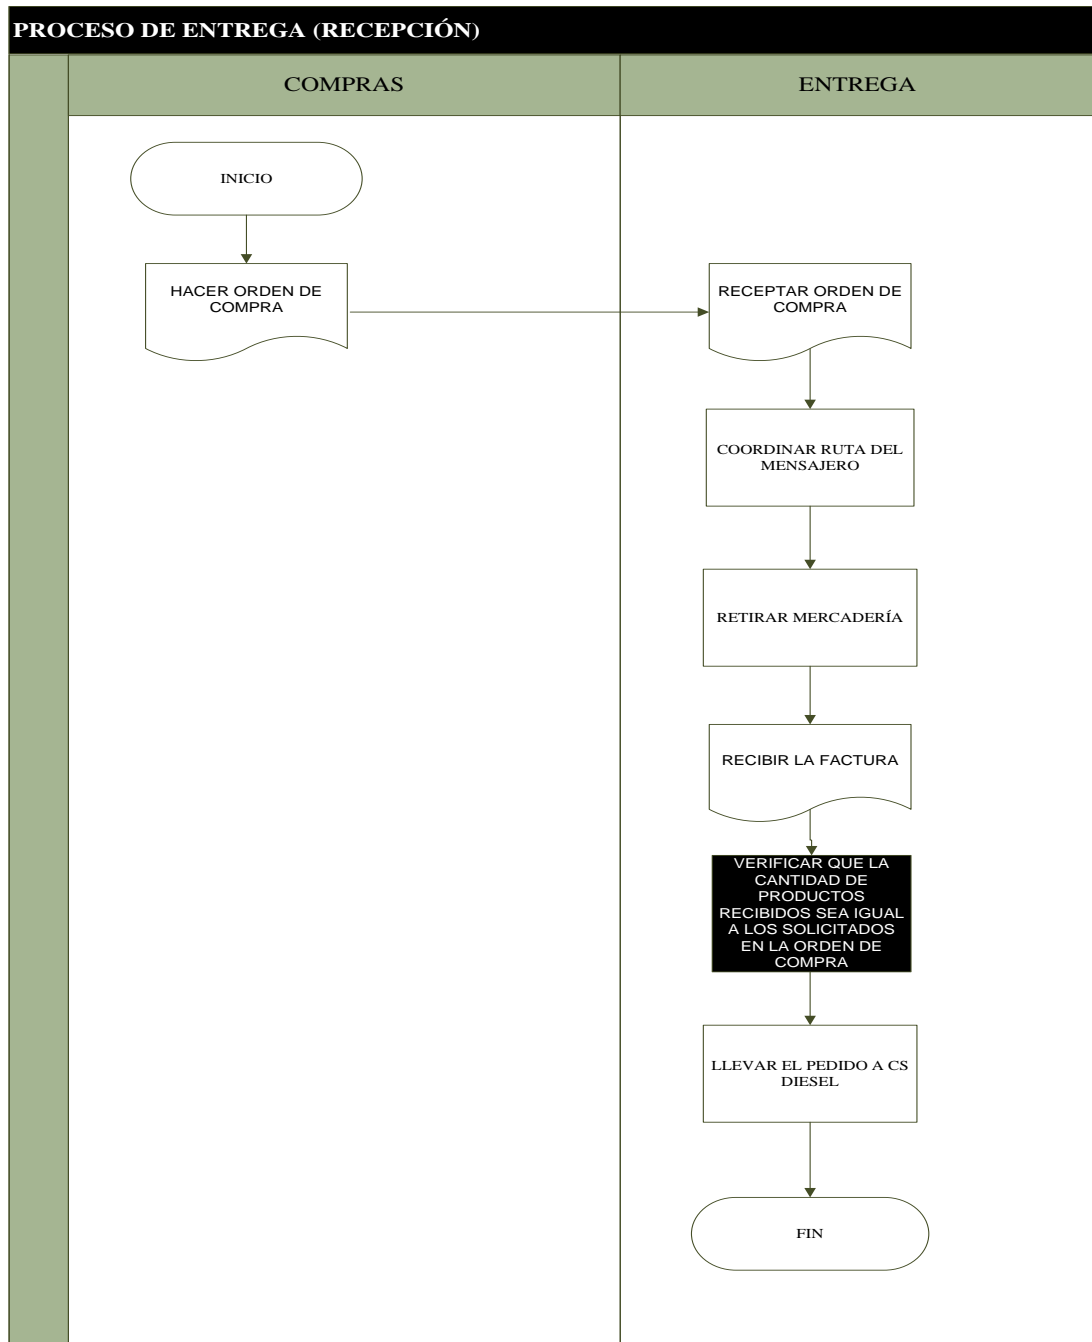 PROCESO DE ENTREGA (RECEPCIÓN)
COMPRAS
ENTREGA
INICIO
HACER ORDEN DE
COMPRA
RECEPTAR ORDEN DE
COMPRA
COORDINAR RUTA DEL
MENSAJERO
RETIRAR MERCADERÍA
RECIBIR LA FACTURA
VERIFICAR QUE LA
CANTIDAD DE
PRODUCTOS
RECIBIDOS SEA IGUAL
A LOS SOLICITADOS
EN LA ORDEN DE
COMPRA
LLEVAR EL PEDIDO A CS
DIESEL
FIN